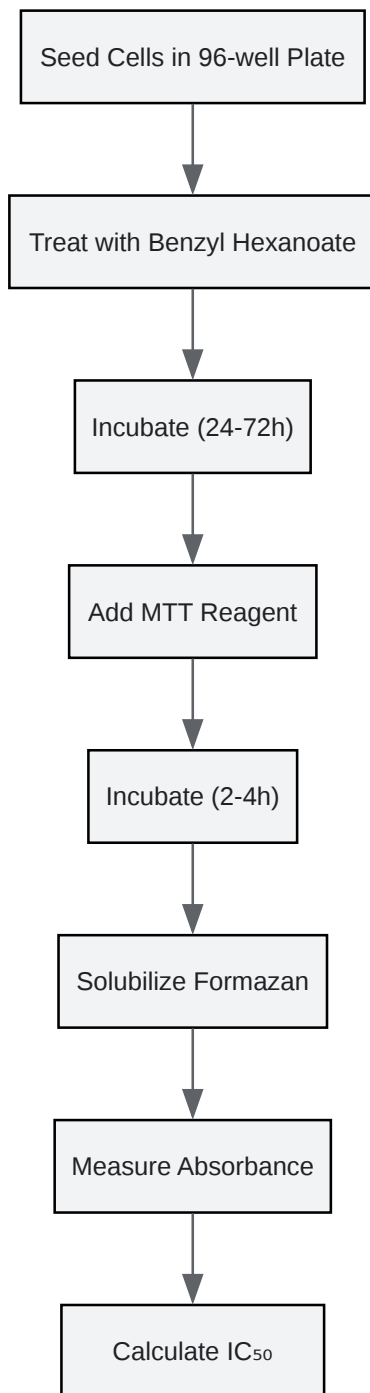 Seed Cells in 96-well Plate
Treat with Benzyl Hexanoate
Incubate (24-72h)
Add MTT Reagent
Incubate (2-4h)
Solubilize Formazan
Measure Absorbance
Calculate IC₅₀